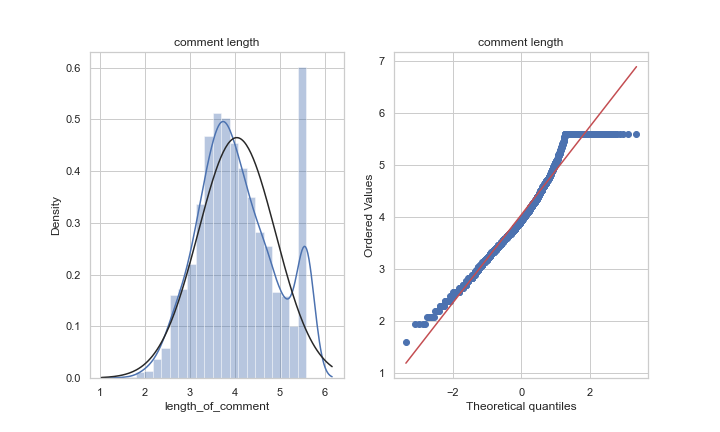 comment length
0.6
0.5
0.4
0.3
0.2
0.1
0.0
Density
1 2 3 4 5 6
length_of_comment
comment length
7
6
5
4
3
2
1
Ordered Values
−2 0 2
Theoretical quantiles